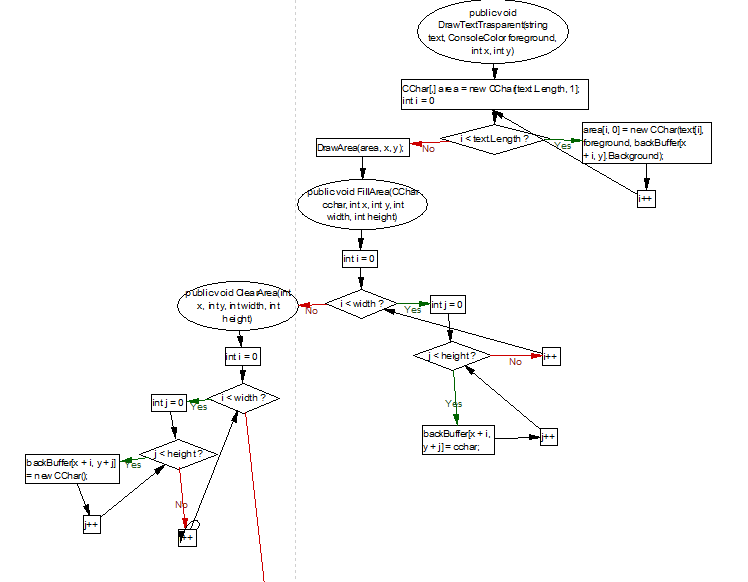 public void
DrawTextTrasparent(string
text, ConsoleColor foreground,
int x, int y)
CChar[,] area = new CChar[text.Length, 1];
int i = 0
i < text.Length ?
No
Yes
DrawArea(area, x, y);
area[i, 0] = new CChar(text[i],
foreground, backBuffer[x
+ i, y].Background);
i++
public void FillArea(CChar
cchar, int x, int y, int
width, int height)
int i = 0
i < width ?
No
Yes
int j = 0
j < height ?
No
i++
Yes
backBuffer[x + i,
y + j] = cchar;
j++
public void ClearArea(int
x, int y, int width, int
height)
int i = 0
i < width ?
Yes
int j = 0
j < height ?
Yes
backBuffer[x + i, y + j]
= new CChar();
No
j++
i++